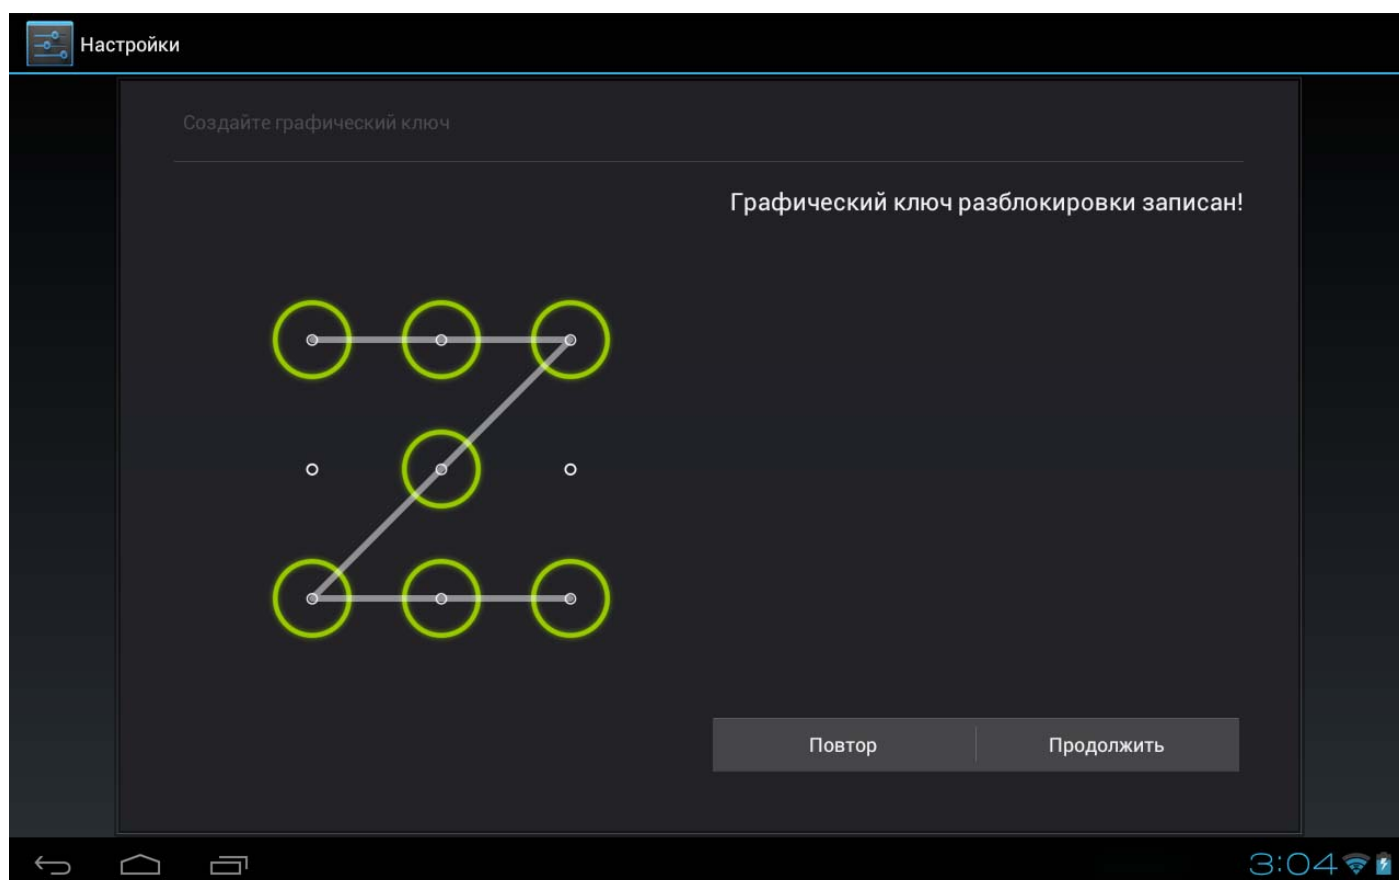 Настройки
Создайте графический ключ
Графический ключ разблокировки записан!
Повтор
Продолжить
3:04